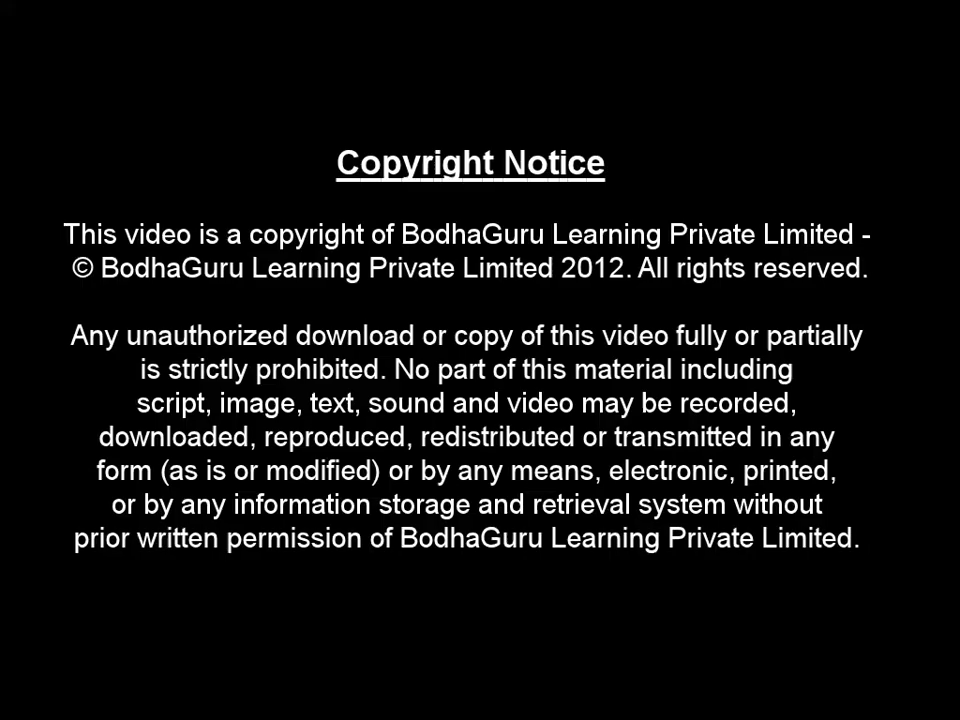 Copyright Notice
This video is a copyright of BodhaGuru Learning Private Limited -
© BodhaGuru Learning Private Limited 2012. All rights reserved.
Any unauthorized download or copy of this video fully or partially
is strictly prohibited. No part of this material including
script, image, text, sound and video may be recorded,
downloaded, reproduced, redistributed or transmitted in any
form (as is or modified) or by any means, electronic, printed,
or by any information storage and retrieval system without
prior written permission of BodhaGuru Learning Private Limited.